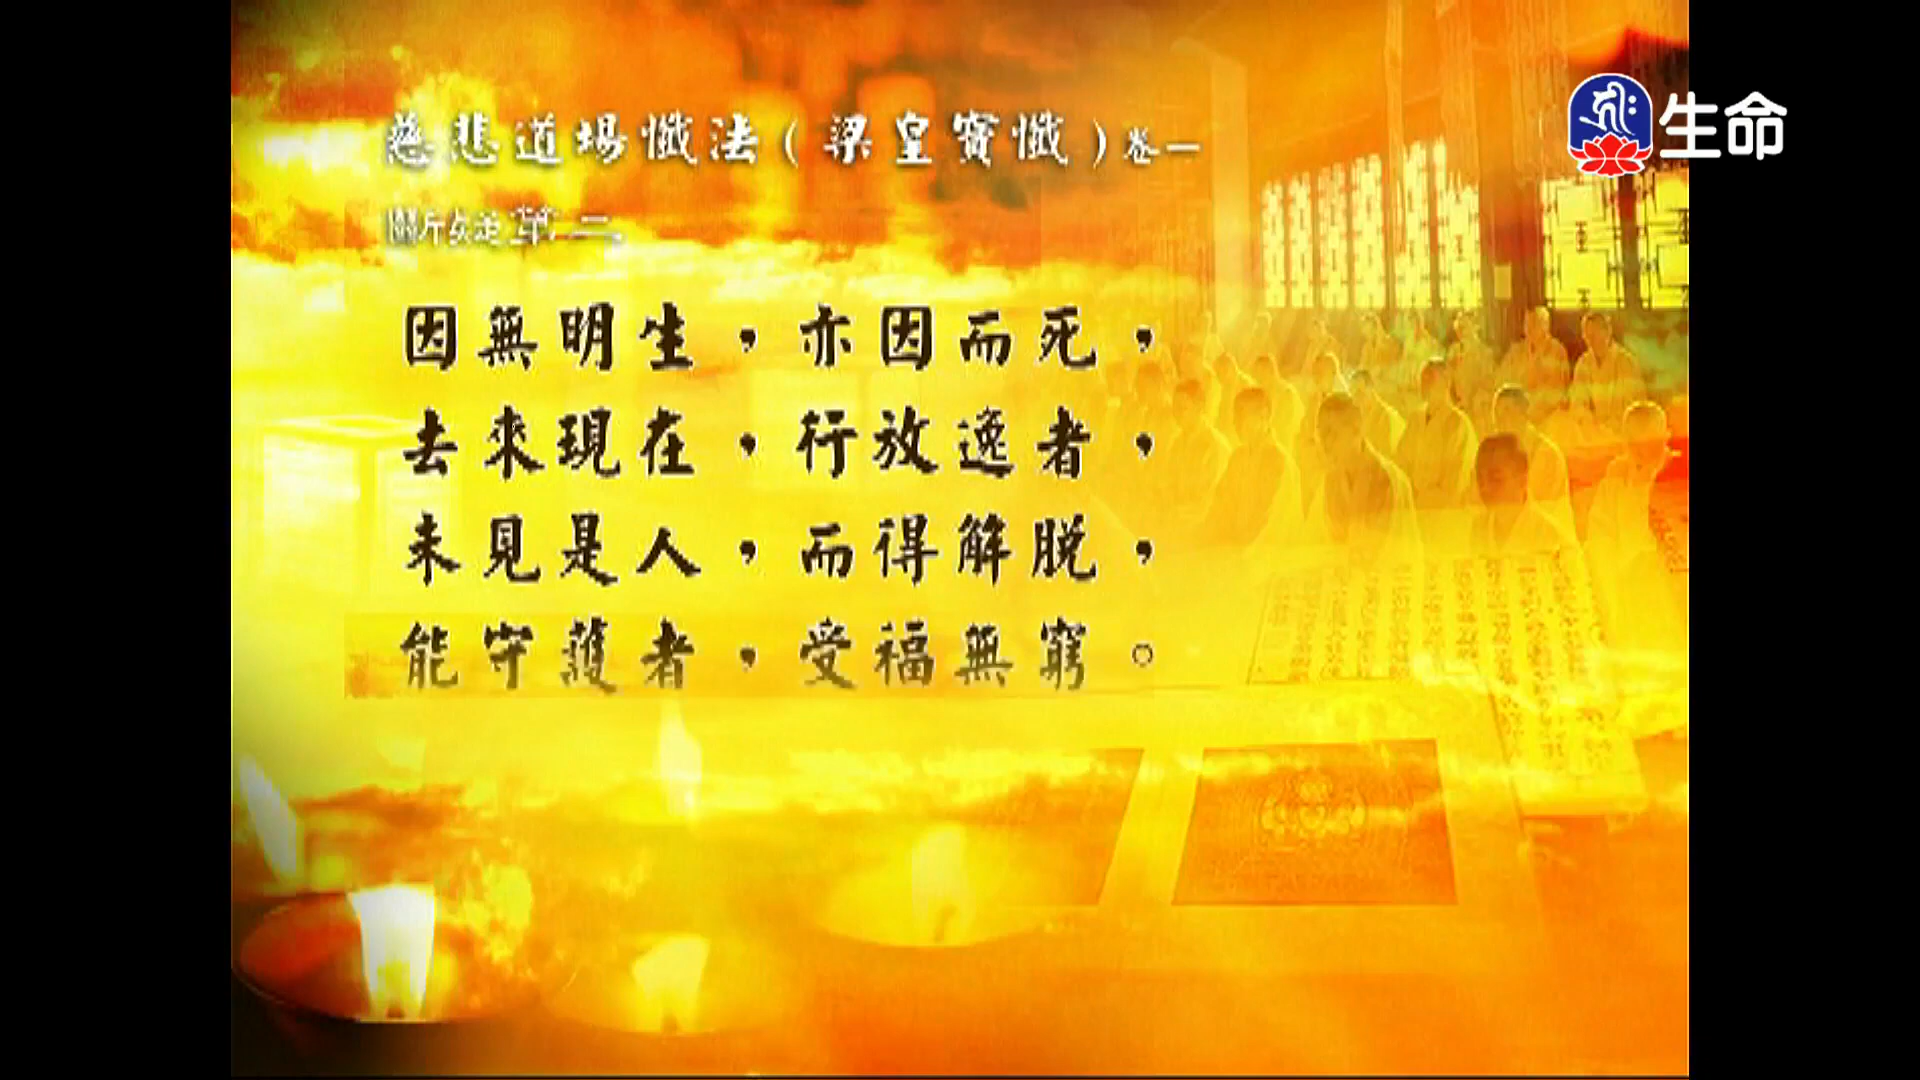 慈悲道場懺法（梁皇寶懺）卷一
斷疑第二
因無明生，亦因而死，
去來現在，行放逸者，
未見是人，而得解脫，
能守護者，受福無窮。
生命